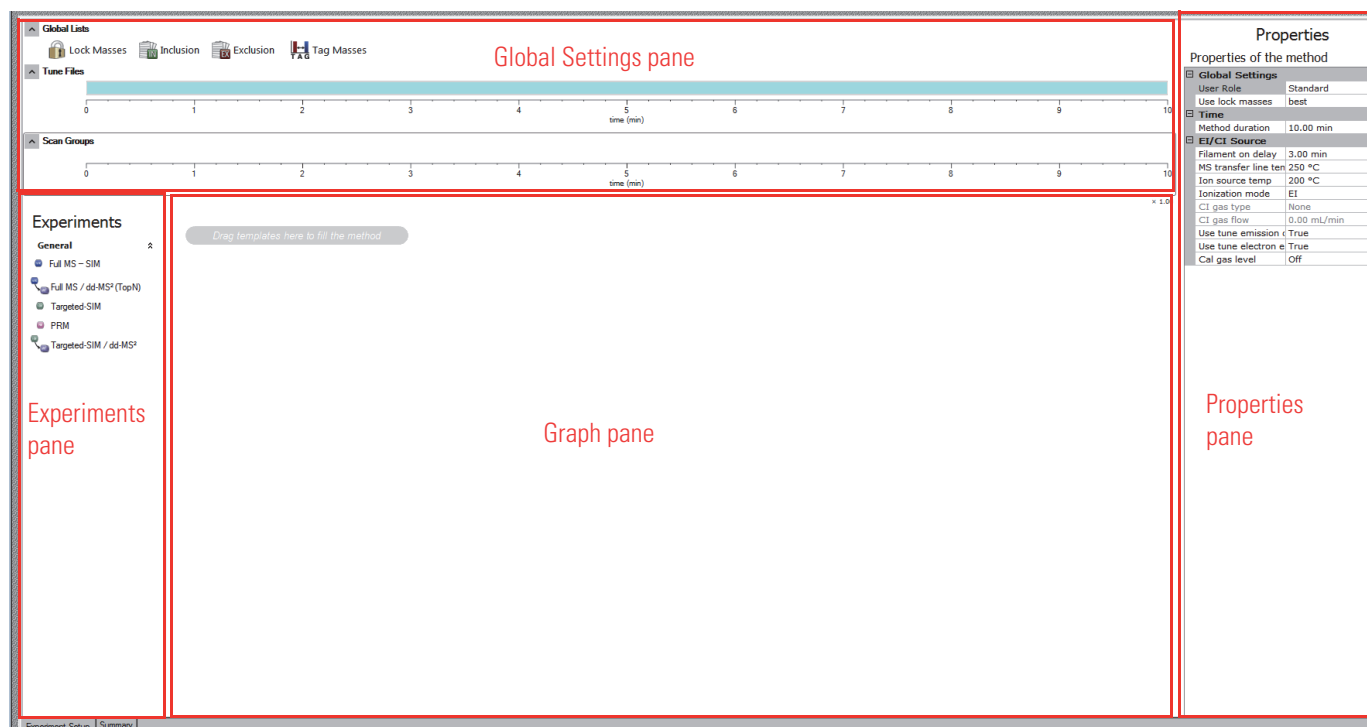 Global Lists
Lock Masses Inclusion Exclusion TAG Tag Masses
Global Settings pane
Tune Files
0 1 2 3 4 5 6 7 8 9 10
time (min)
Scan Groups
0 1 2 3 4 5 6 7 8 9 10
time (min)
Experiments
General
Full MS – SIM
Full MS / dd-MS² (TopN)
Targeted-SIM
PRM
Targeted-SIM / dd-MS²
Experiments
pane
× 1.0
Drag templates here to fill the method
Graph pane
Properties
Properties of the method
Global Settings
User Role Standard
Use lock masses best
Time
Method duration 10.00 min
EI/CI Source
Filament on delay 3.00 min
MS transfer line ten 250 °C
Ion source temp 200 °C
Ionization mode EI
CI gas type None
CI gas flow 0.00 mL/min
Use tune emission c True
Use tune electron e True
Cal gas level Off
Properties
pane
Experiment Setup Summary